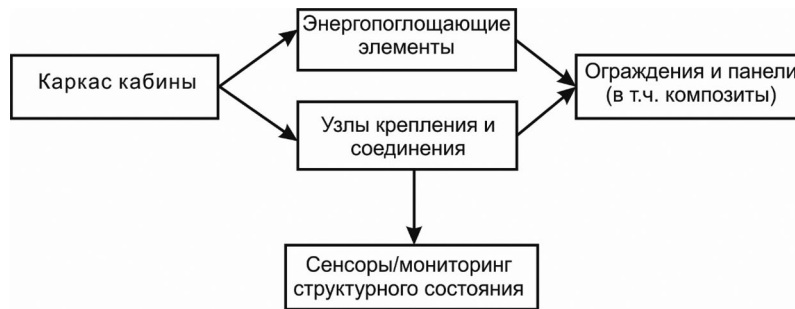 Энергопоглощающие
элементы
Каркас кабины
Ограждения и панели
(в т.ч. композиты)
Узлы крепления и
соединения
Сенсоры/мониторинг
структурного состояния